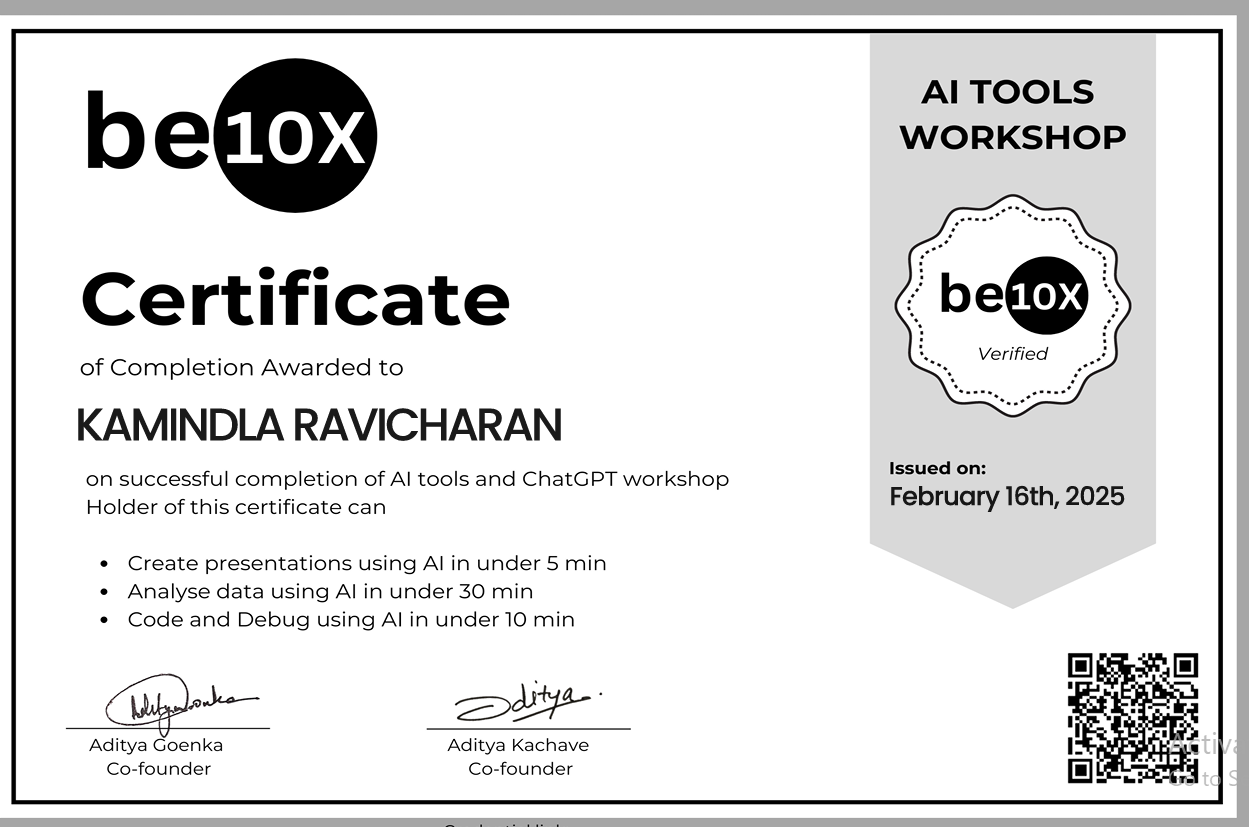 be10X
Certificate
of Completion Awarded to
KAMINDLA RAVICHARAN
on successful completion of AI tools and ChatGPT workshop
Holder of this certificate can
• Create presentations using AI in under 5 min
• Analyse data using AI in under 30 min
• Code and Debug using AI in under 10 min
Aditya Goenka
Co-founder
Aditya
Aditya Kachave
Co-founder
AI TOOLS
WORKSHOP
be10X
Verified
Issued on:
February 16th, 2025
Go to S